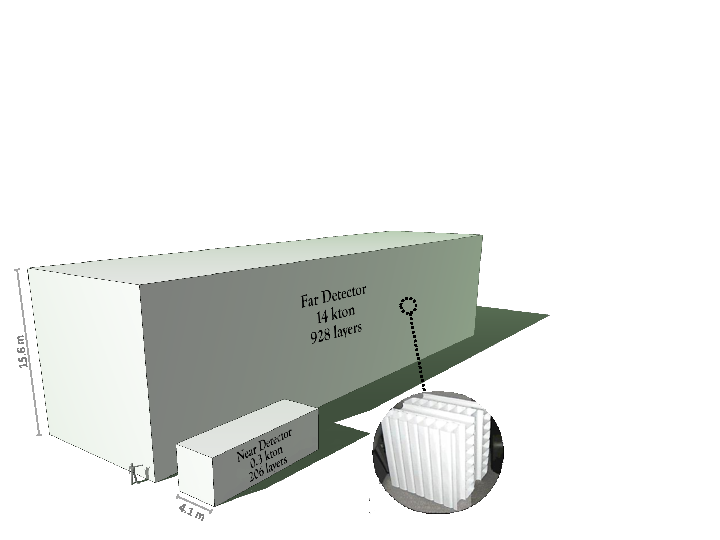 Far Detector
14 kton
928 layers
15.6 m
Near Detector
0.3 kton
206 layers
4.1 m